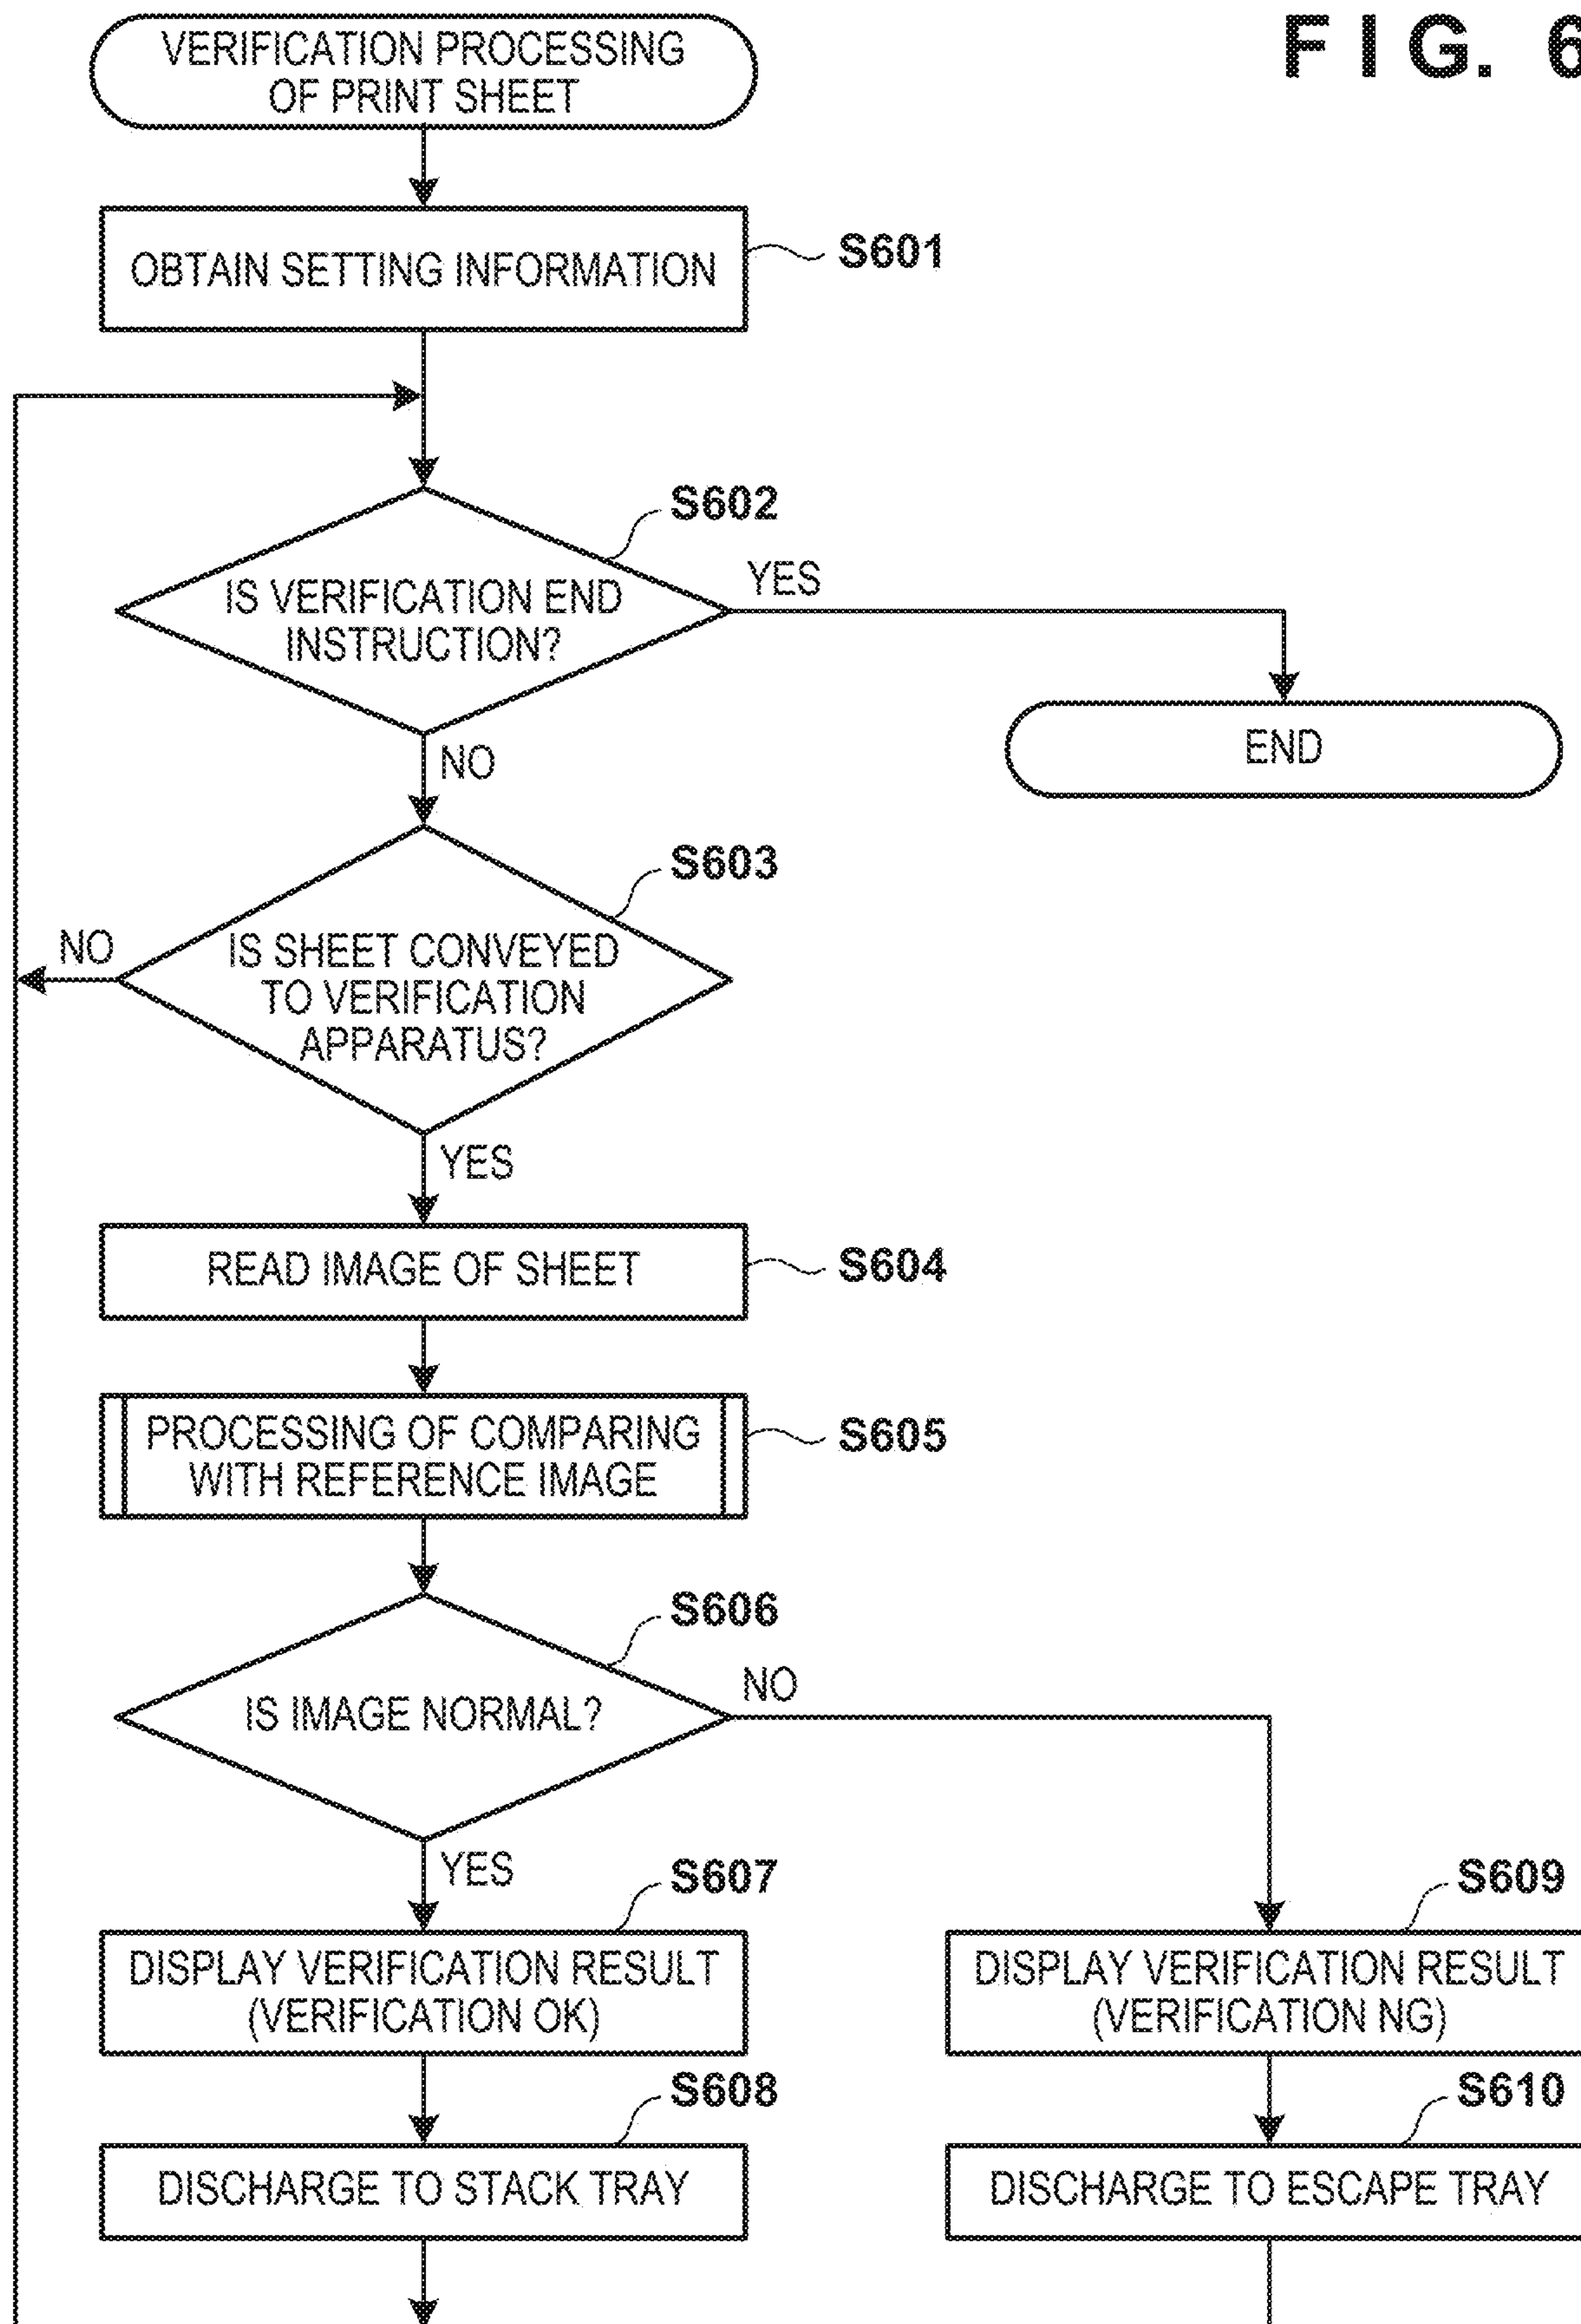 FIG. 6
VERIFICATION PROCESSING
OF PRINT SHEET
OBTAIN SETTING INFORMATION
S601
S602
IS VERIFICATION END
INSTRUCTION?
YES
END
NO
S603
NO
IS SHEET CONVEYED
TO VERIFICATION
APPARATUS?
YES
READ IMAGE OF SHEET
S604
PROCESSING OF COMPARING
WITH REFERENCE IMAGE
S605
S606
IS IMAGE NORMAL?
NO
YES
S607
DISPLAY VERIFICATION RESULT
(VERIFICATION OK)
S608
DISCHARGE TO STACK TRAY
S609
DISPLAY VERIFICATION RESULT
(VERIFICATION NG)
S610
DISCHARGE TO ESCAPE TRAY